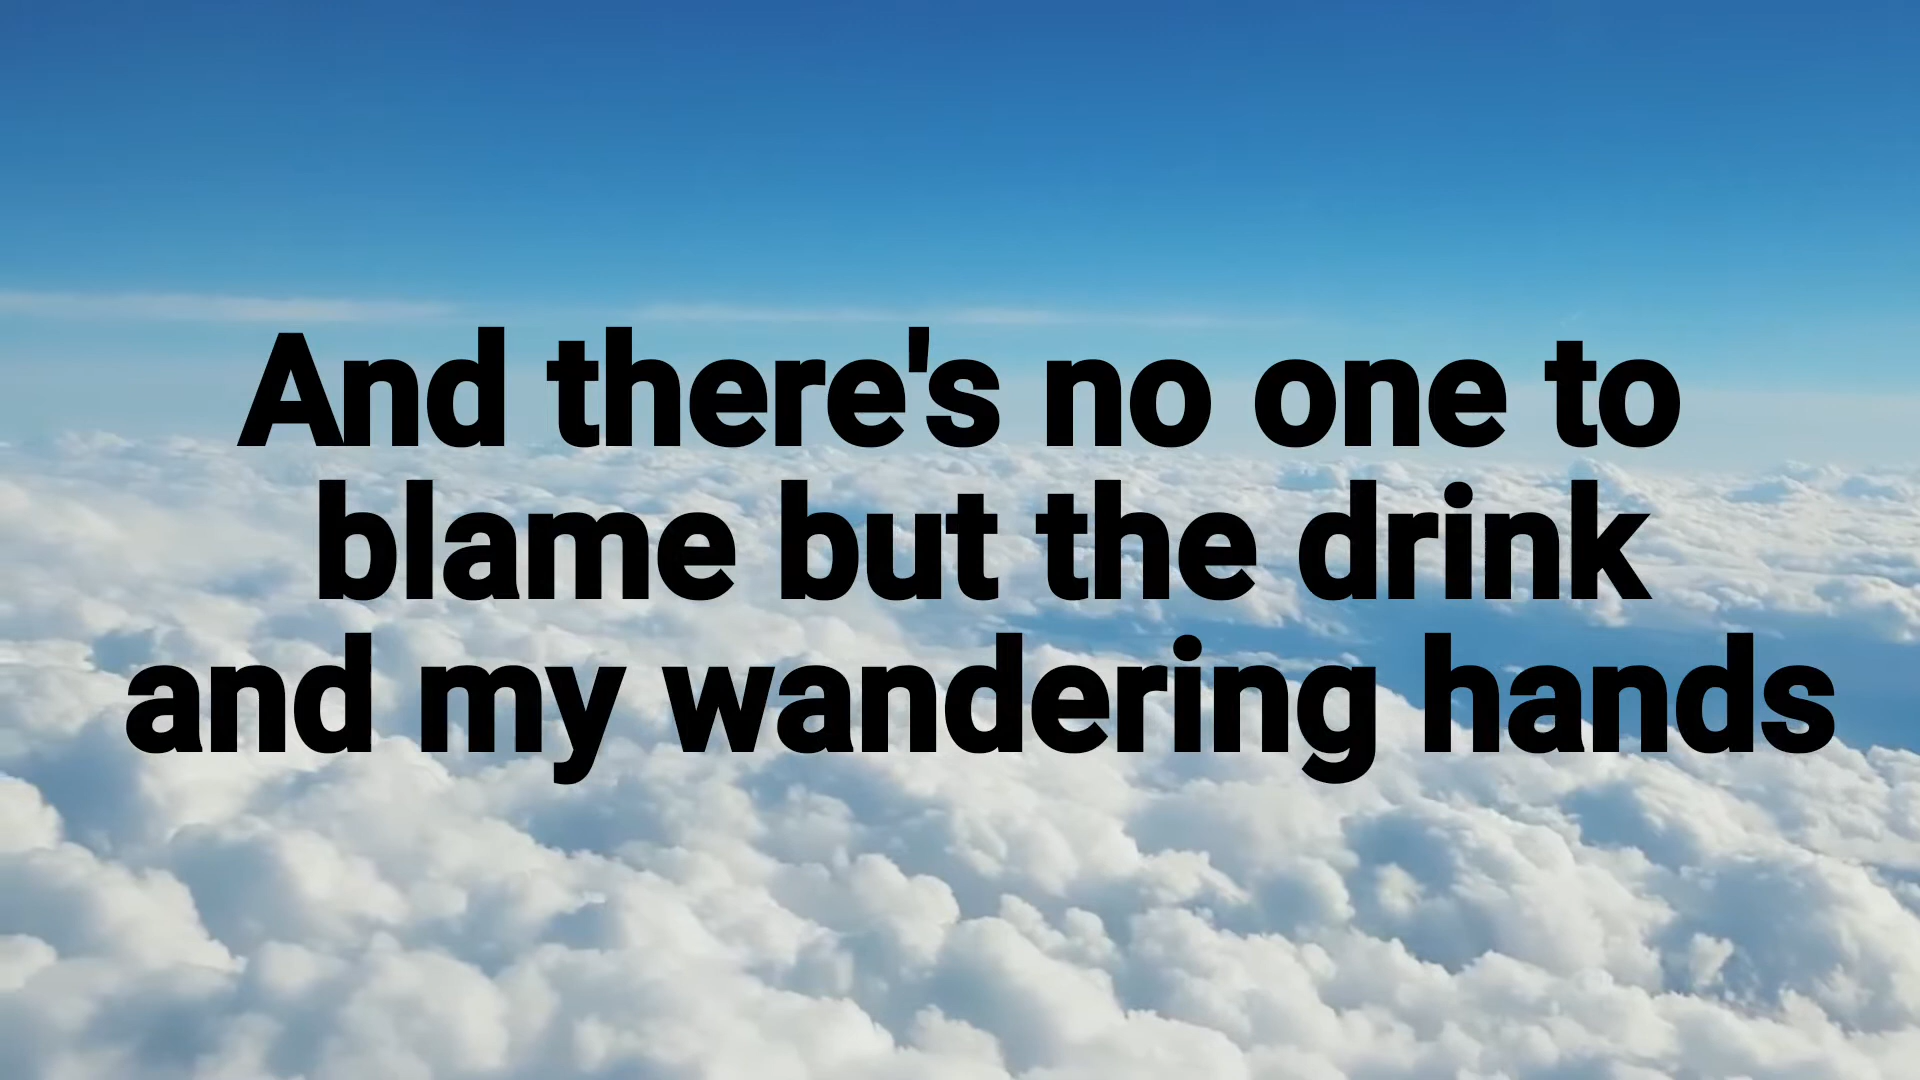 And there's no one to
blame but the drink
and my wandering hands